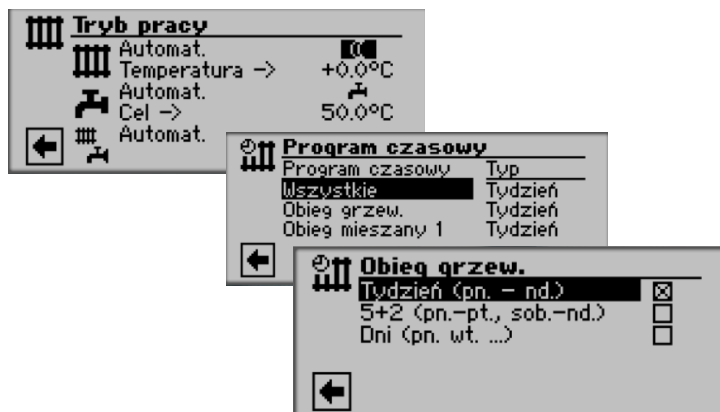 Tryb pracy
Automat.
Temperatura -> +0.0°C
Automat.
Cel -> 50.0°C
Automat.
Program czasowy
Program czasowy Typ
Wszystkie Tydzień
Obieg grzew. Tydzień
Obieg mieszany 1 Tydzień
Obieg grzew.
Tydzień (pn. - nd.)
5+2 (pn.-pt., sob.-nd.)
Dni (pn. wt. ...)